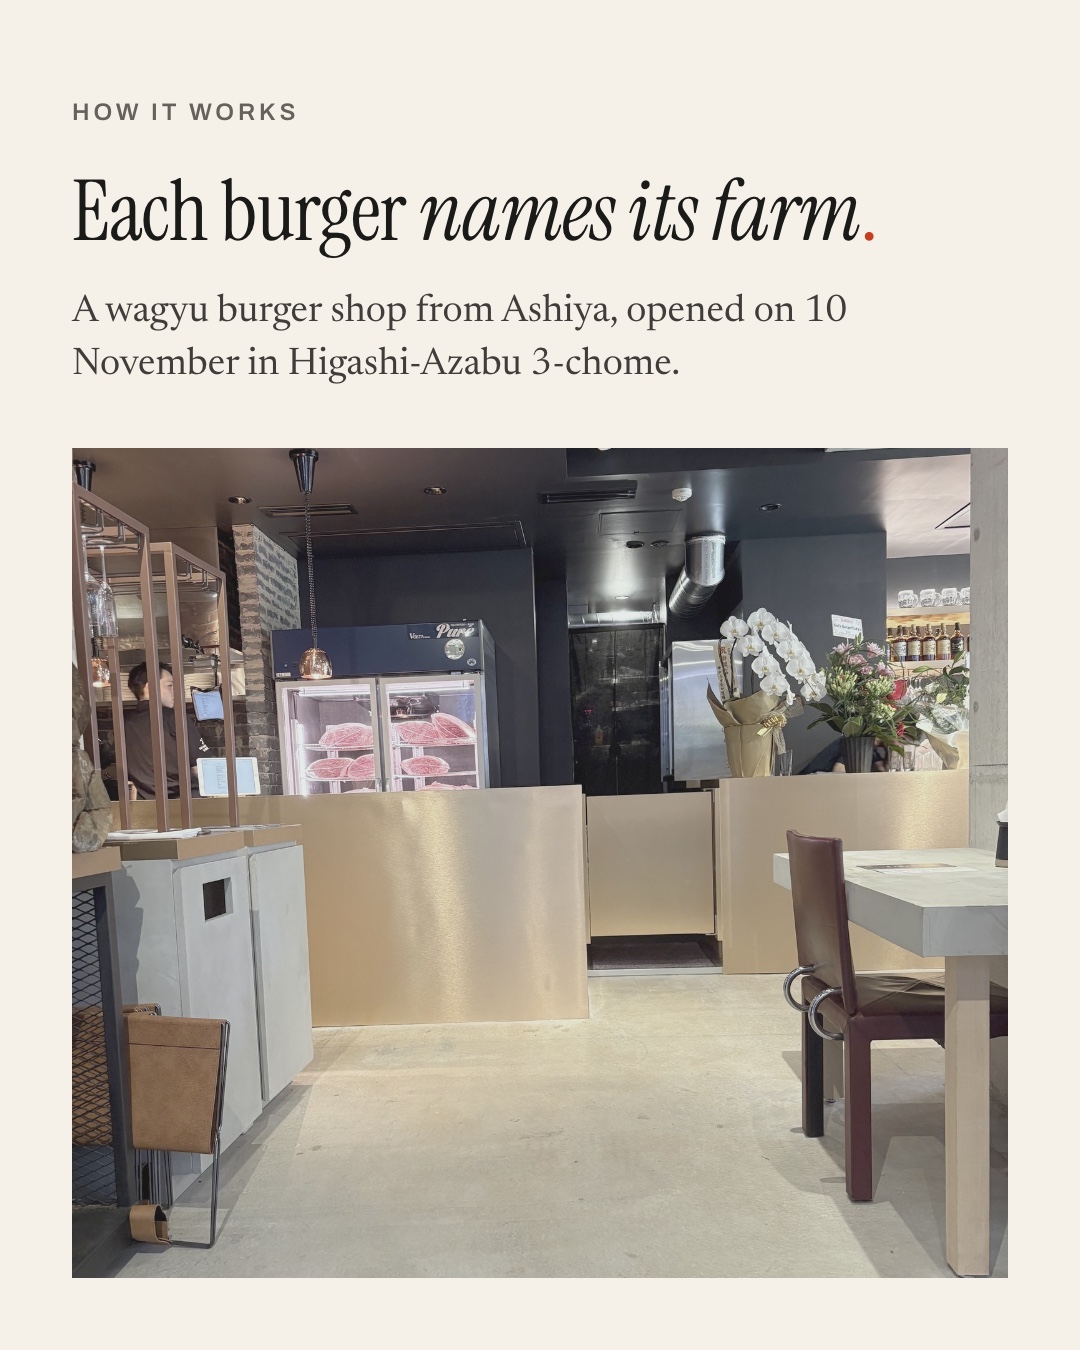 HOW IT WORKS
Each burger names its farm.
A wagyu burger shop from Ashiya, opened on 10
November in Higashi-Azabu 3-chome.
Pure